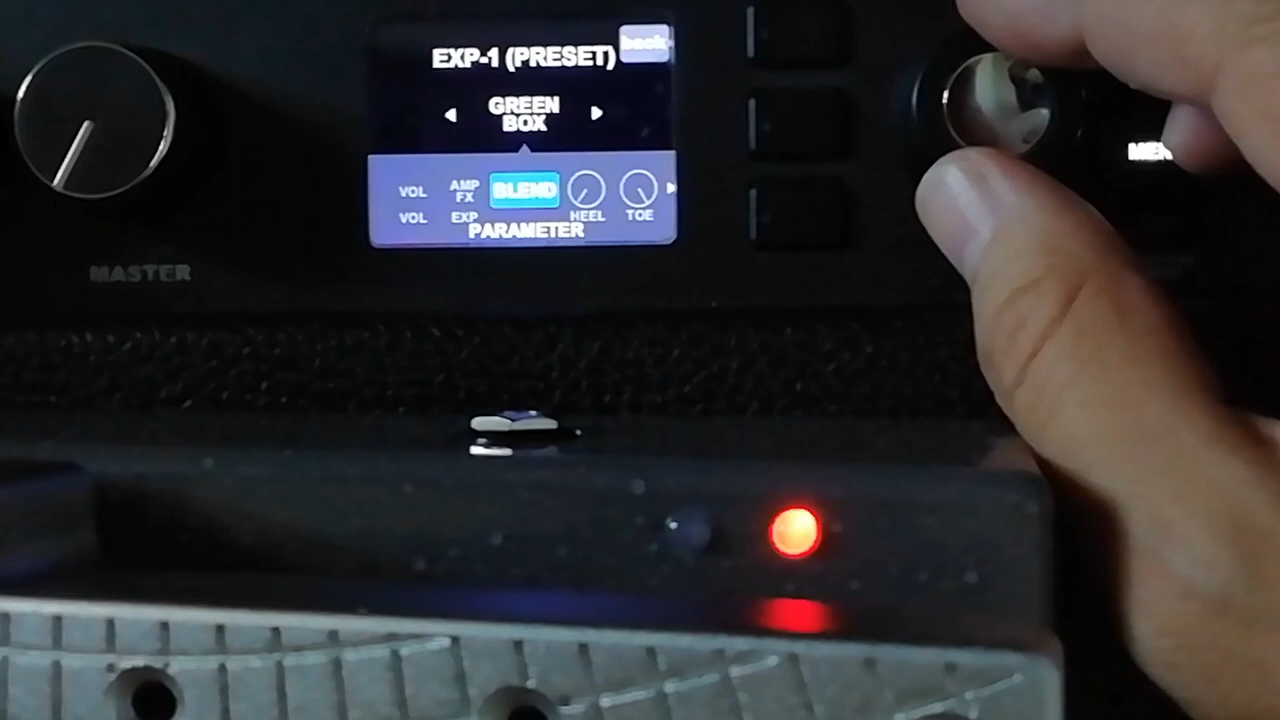 back
EXP-1 (PRESET)
GREEN
BOX
VOL AMP FX BLEND
VOL EXP HEEL TOE
PARAMETER
MASTER